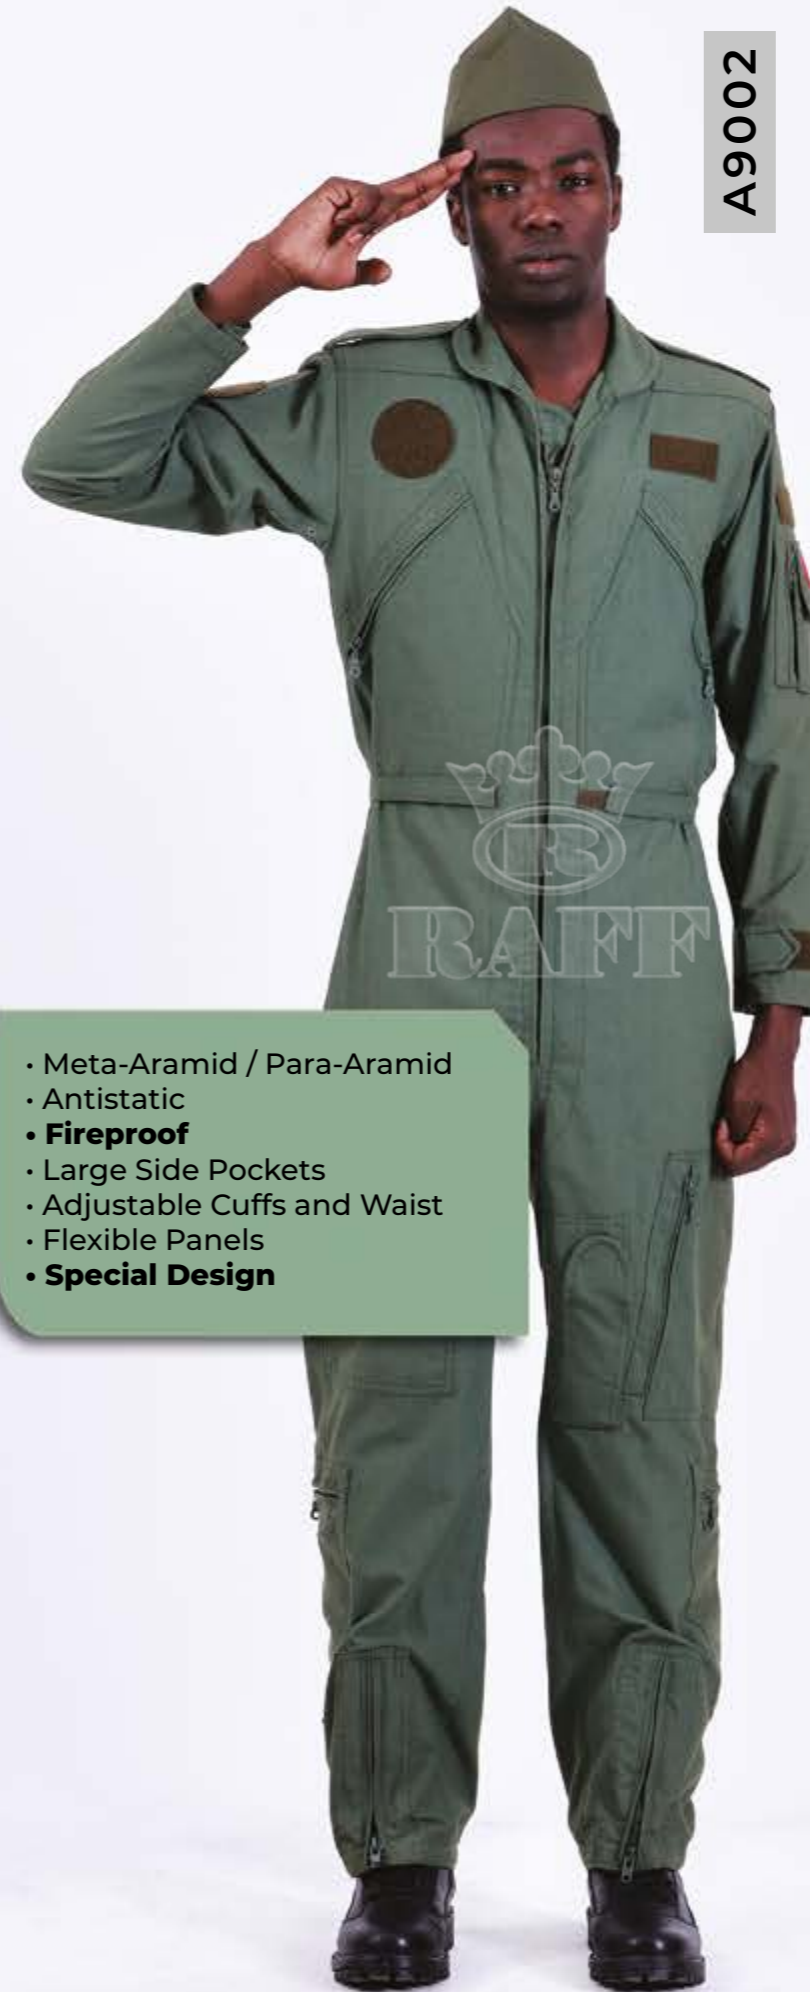 A9002
RAFF
· Meta-Aramid / Para-Aramid
· Antistatic
• Fireproof
· Large Side Pockets
· Adjustable Cuffs and Waist
· Flexible Panels
• Special Design